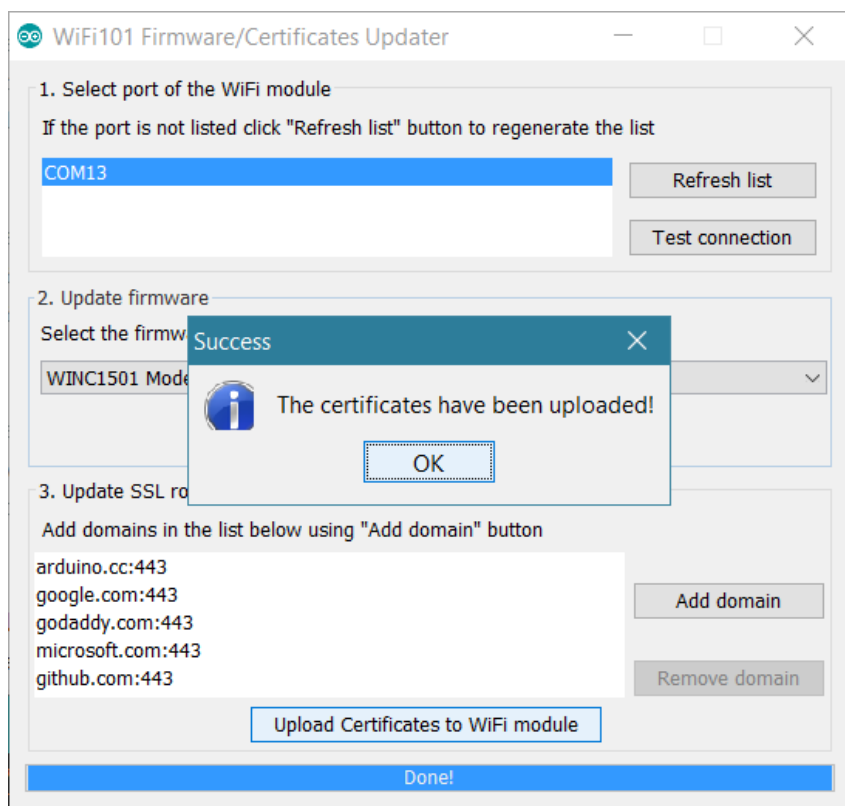 WiFi101 Firmware/Certificates Updater
1. Select port of the WiFi module
If the port is not listed click "Refresh list" button to regenerate the list
COM13
Refresh list
Test connection
2. Update firmware
Select the firmw
WINC1501 Mode
Success
The certificates have been uploaded!
OK
3. Update SSL ro
Add domains in the list below using "Add domain" button
arduino.cc:443
google.com:443
godaddy.com:443
microsoft.com:443
github.com:443
Add domain
Remove domain
Upload Certificates to WiFi module
Done!